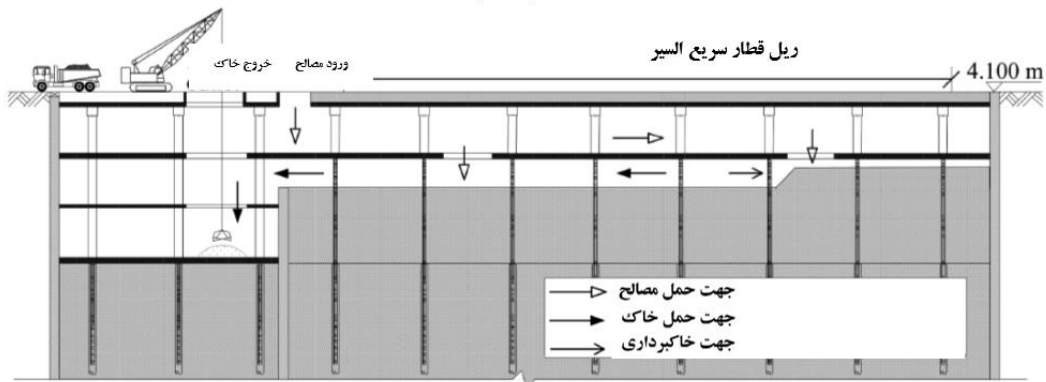 ریل قطار سریع السیر
ورود مصالح
خروج خاک
4.100 m
جهت حمل مصالح
جهت حمل خاک
جهت خاکبرداری